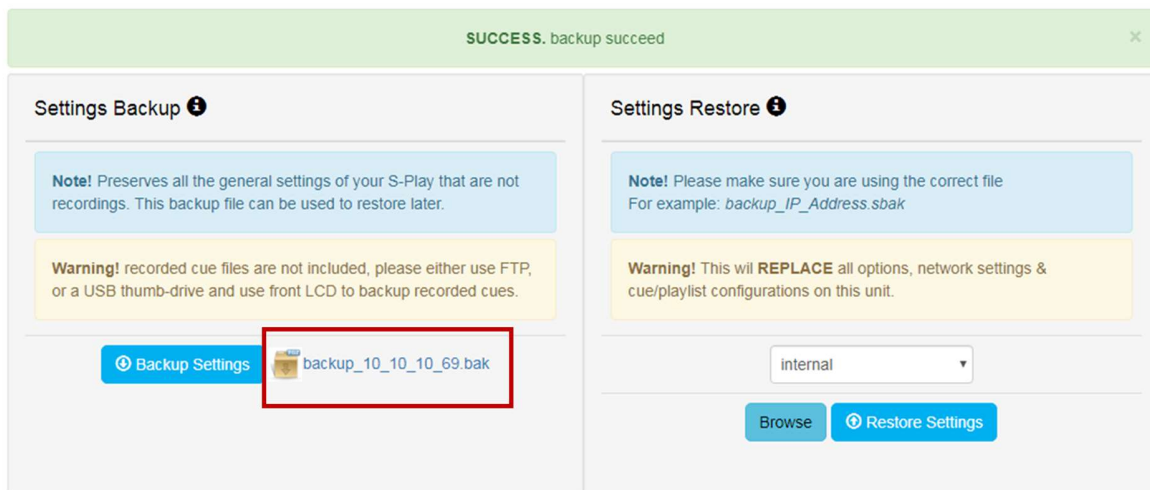 SUCCESS. backup succeed
×
Settings Backup
Note! Preserves all the general settings of your S-Play that are not
recordings. This backup file can be used to restore later.
Warning! recorded cue files are not included, please either use FTP,
or a USB thumb-drive and use front LCD to backup recorded cues.
Backup Settings
backup_10_10_10_69.bak
Settings Restore
Note! Please make sure you are using the correct file
For example: backup_IP_Address.sbak
Warning! This wil REPLACE all options, network settings &
cue/playlist configurations on this unit.
internal
Browse
Restore Settings